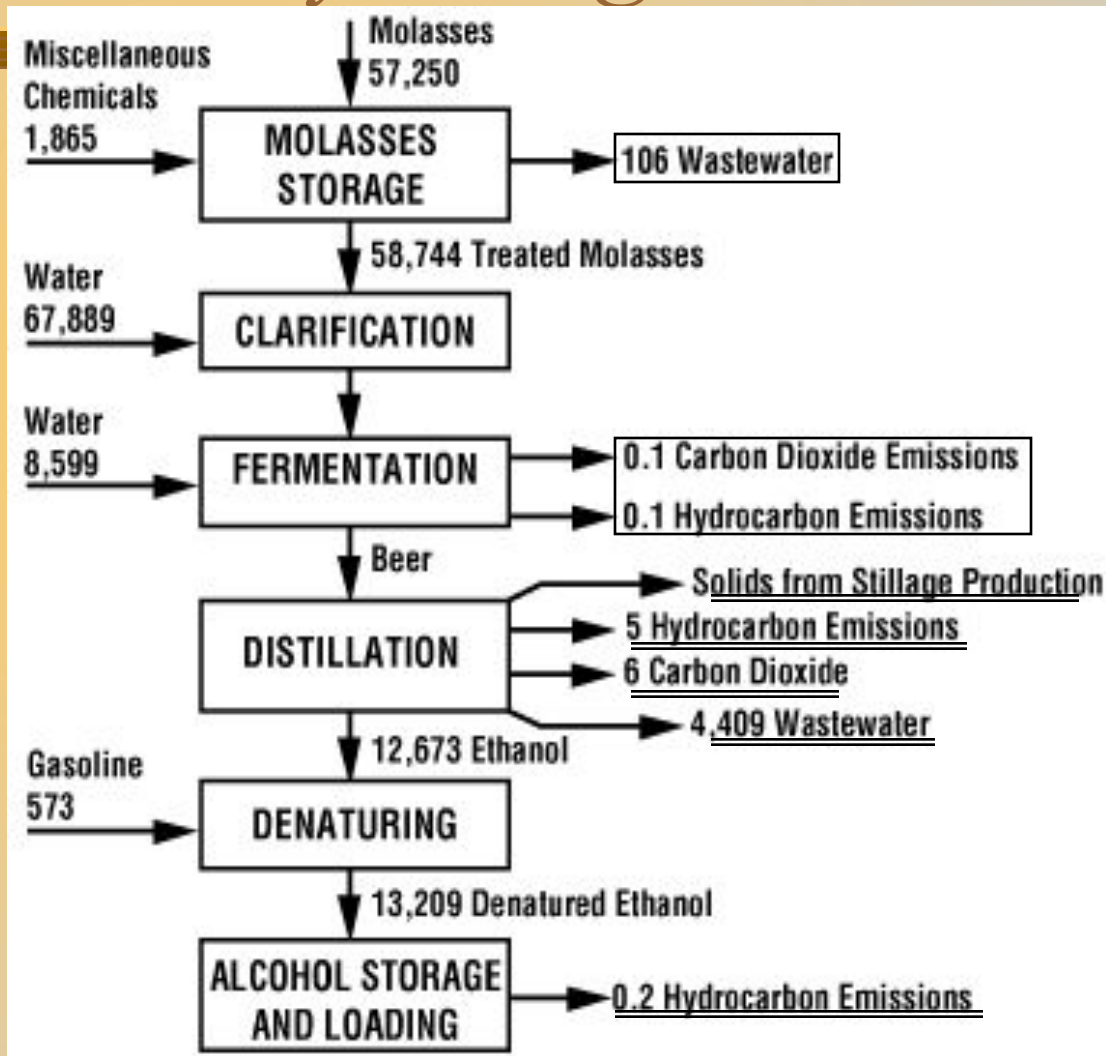 Molasses
57,250
Miscellaneous
Chemicals
1,865
MOLASSES
STORAGE
106 Wastewater
58,744 Treated Molasses
Water
67,889
CLARIFICATION
Water
8,599
FERMENTATION
0.1 Carbon Dioxide Emissions
0.1 Hydrocarbon Emissions
Beer
Solids from Stillage Production
5 Hydrocarbon Emissions
DISTILLATION
6 Carbon Dioxide
4,409 Wastewater
12,673 Ethanol
Gasoline
573
DENATURING
13,209 Denatured Ethanol
ALCOHOL STORAGE
AND LOADING
0.2 Hydrocarbon Emissions